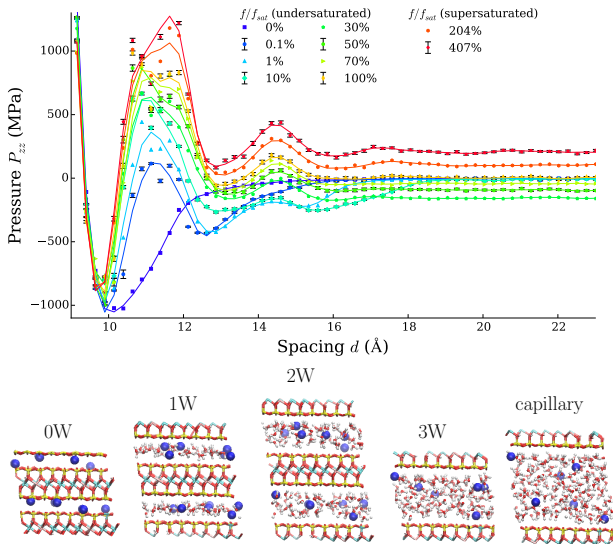 f/f_sat (undersaturated)
f/f_sat (supersaturated)
0%
0.1%
1%
10%
30%
50%
70%
100%
204%
407%
Pressure P_zz (MPa)
1000
500
0
−500
−1000
10
12
14
16
18
20
22
Spacing d (Å)
0W
1W
2W
3W
capillary